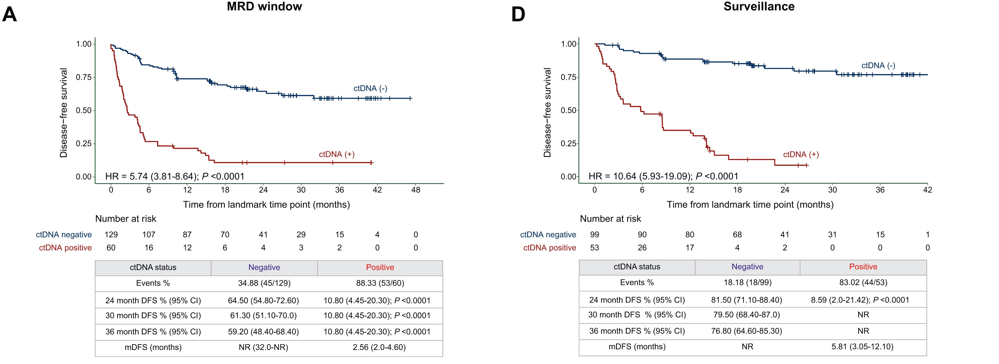 A
MRD window
1.00
0.75
0.50
0.25
0.00
Disease−free survival
ctDNA (-)
ctDNA (+)
HR = 5.74 (3.81-8.64); P <0.0001
0 6 12 18 24 30 36 42 48
Time from landmark time point (months)
Number at risk
ctDNA negative 129 107 87 70 41 29 15 4 0
ctDNA positive 60 16 12 6 4 3 2 0 0
ctDNA status Negative Positive
Events % 34.88 (45/129) 88.33 (53/60)
24 month DFS % (95% CI) 64.50 (54.80-72.60) 10.80 (4.45-20.30); P <0.0001
30 month DFS % (95% CI) 61.30 (51.10-70.0) 10.80 (4.45-20.30); P <0.0001
36 month DFS % (95% CI) 59.20 (48.40-68.40) 10.80 (4.45-20.30); P <0.0001
mDFS (months) NR (32.0-NR) 2.56 (2.0-4.60)
D
Surveillance
1.00
0.75
0.50
0.25
0.00
Disease−free survival
ctDNA (-)
ctDNA (+)
HR = 10.64 (5.93-19.09); P <0.0001
0 6 12 18 24 30 36 42
Time from landmark time point (months)
Number at risk
ctDNA negative 99 90 80 68 41 31 15 1
ctDNA positive 53 26 17 4 2 0 0 0
ctDNA status Negative Positive
Events % 18.18 (18/99) 83.02 (44/53)
24 month DFS % (95% CI) 81.50 (71.10-88.40) 8.59 (2.0-21.42); P <0.0001
30 month DFS % (95% CI) 79.50 (68.40-87.0) NR
36 month DFS % (95% CI) 76.80 (64.60-85.30) NR
mDFS (months) NR 5.81 (3.05-12.10)